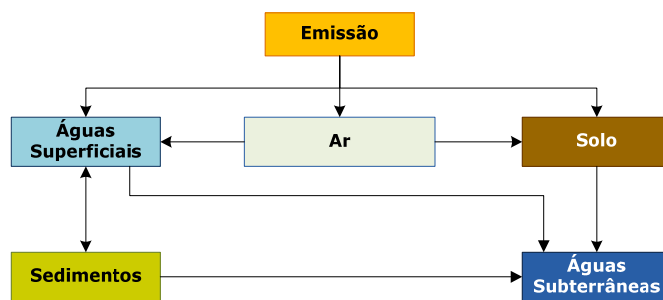 Emissão
Águas
Superficiais
Ar
Solo
Sedimentos
Águas
Subterrâneas